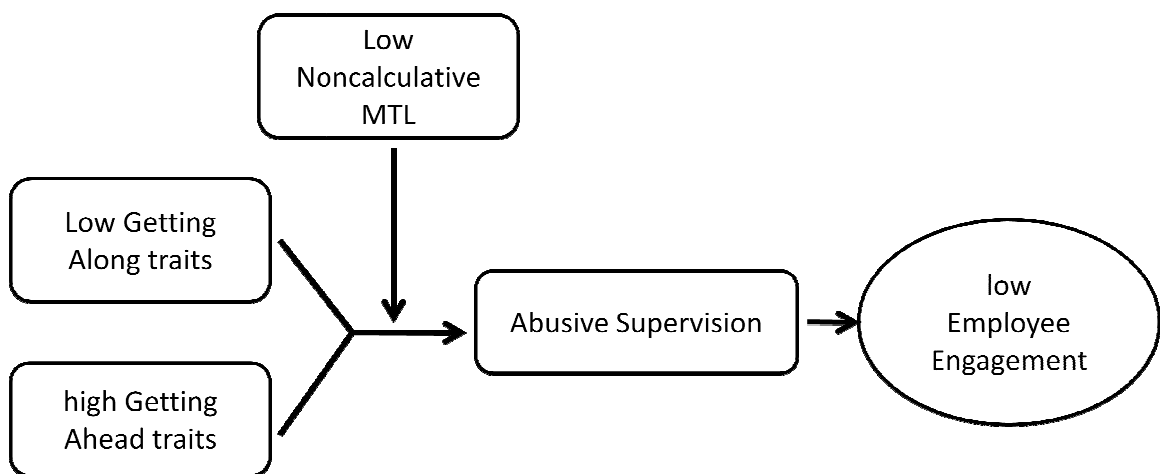 Low
Noncalculative
MTL
Low Getting
Along traits
high Getting
Ahead traits
Abusive Supervision
low
Employee
Engagement